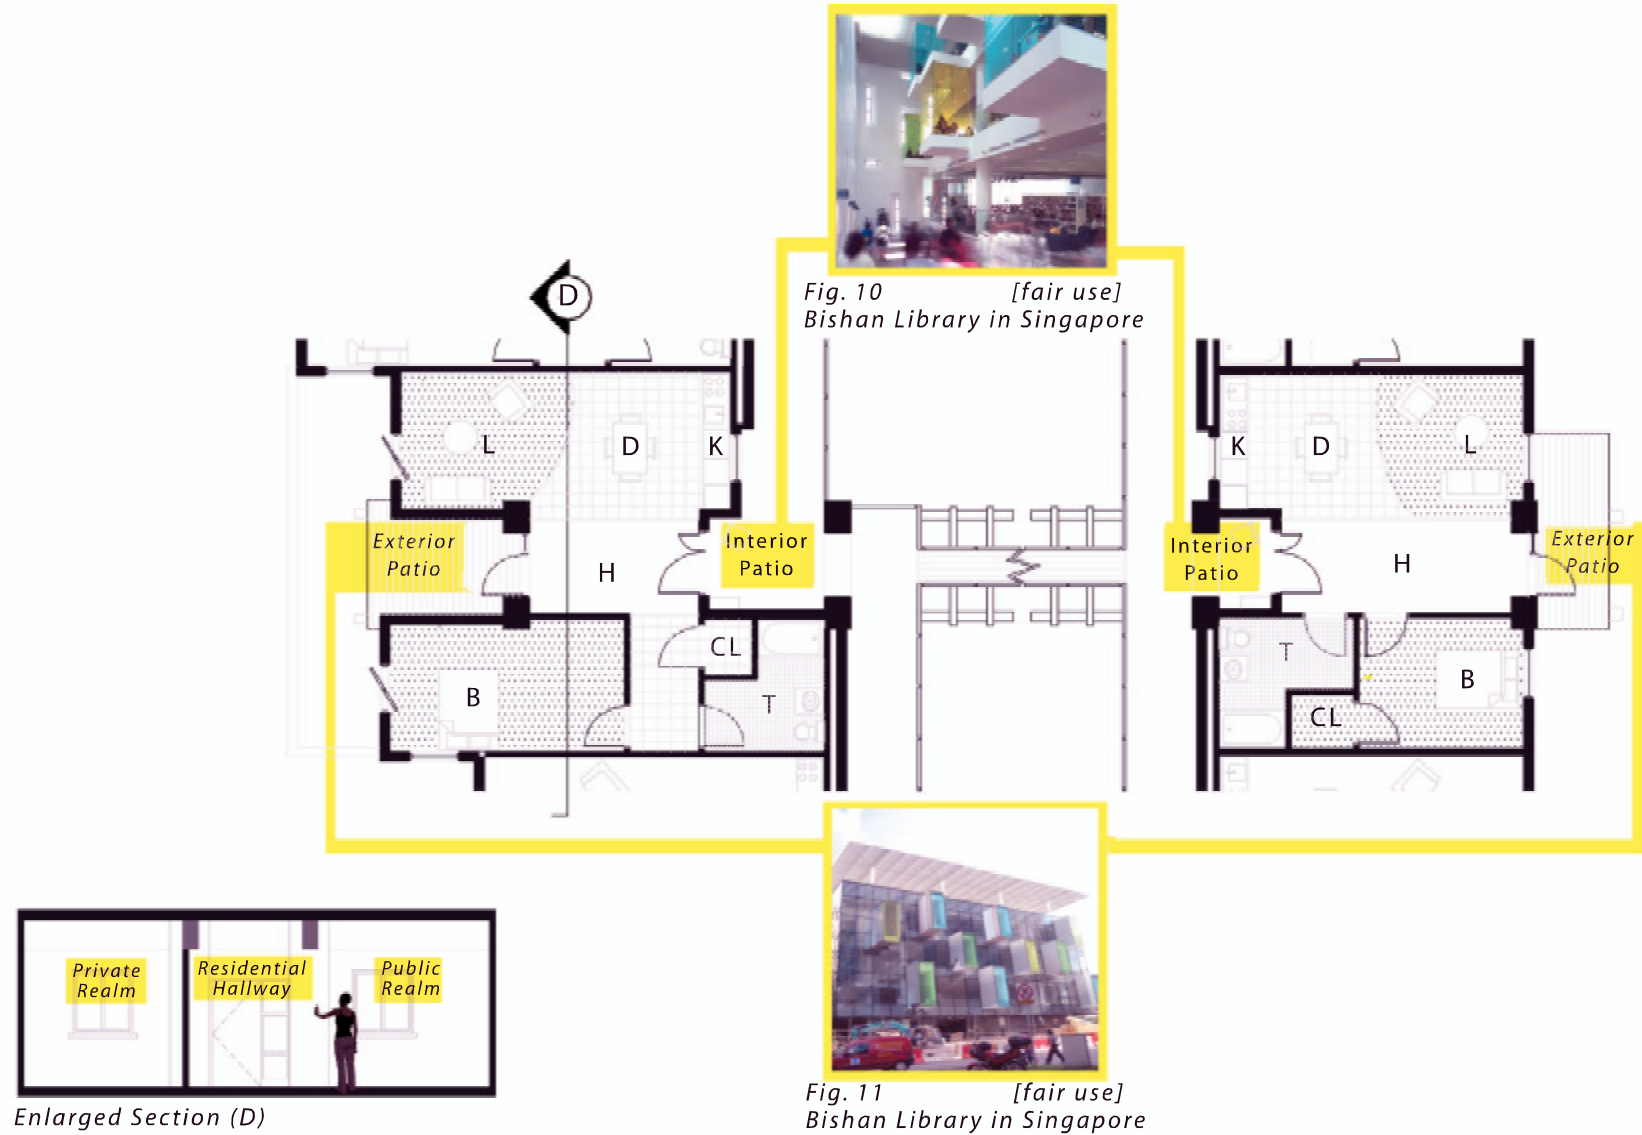 Fig. 10 [fair use]
Bishan Library in Singapore
D
L D K
Exterior
Patio
H
Interior
Patio
CL
B
T
K D L
Interior
Patio
H
Exterior
Patio
T
B
CL
Private
Realm
Residential
Hallway
Public
Realm
Enlarged Section (D)
Fig. 11 [fair use]
Bishan Library in Singapore